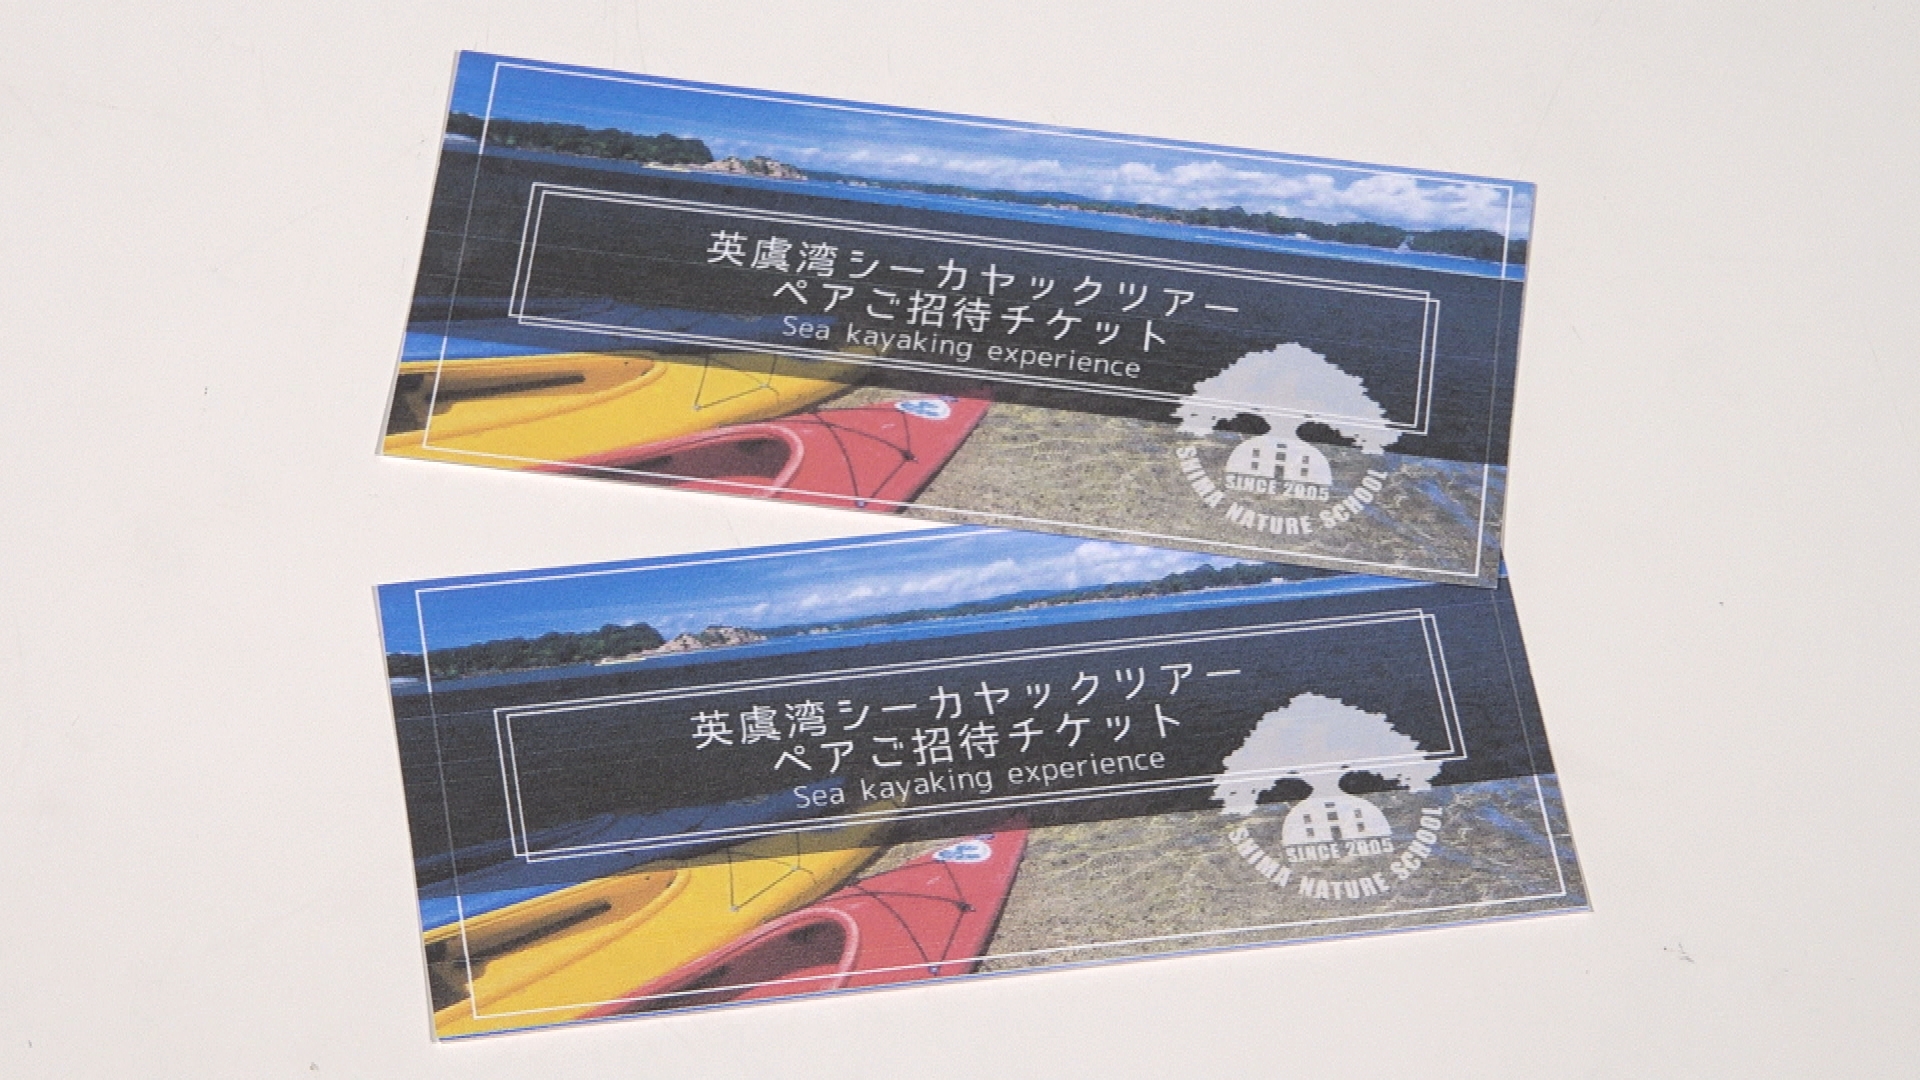 英虞湾シーカヤックツアー
ペアご招待チケット
Sea kayaking experience
SINCE 2005
SHIMA NATURE SCHOOL
英虞湾シーカヤックツアー
ペアご招待チケット
Sea kayaking experience
SINCE 2005
SHIMA NATURE SCHOOL